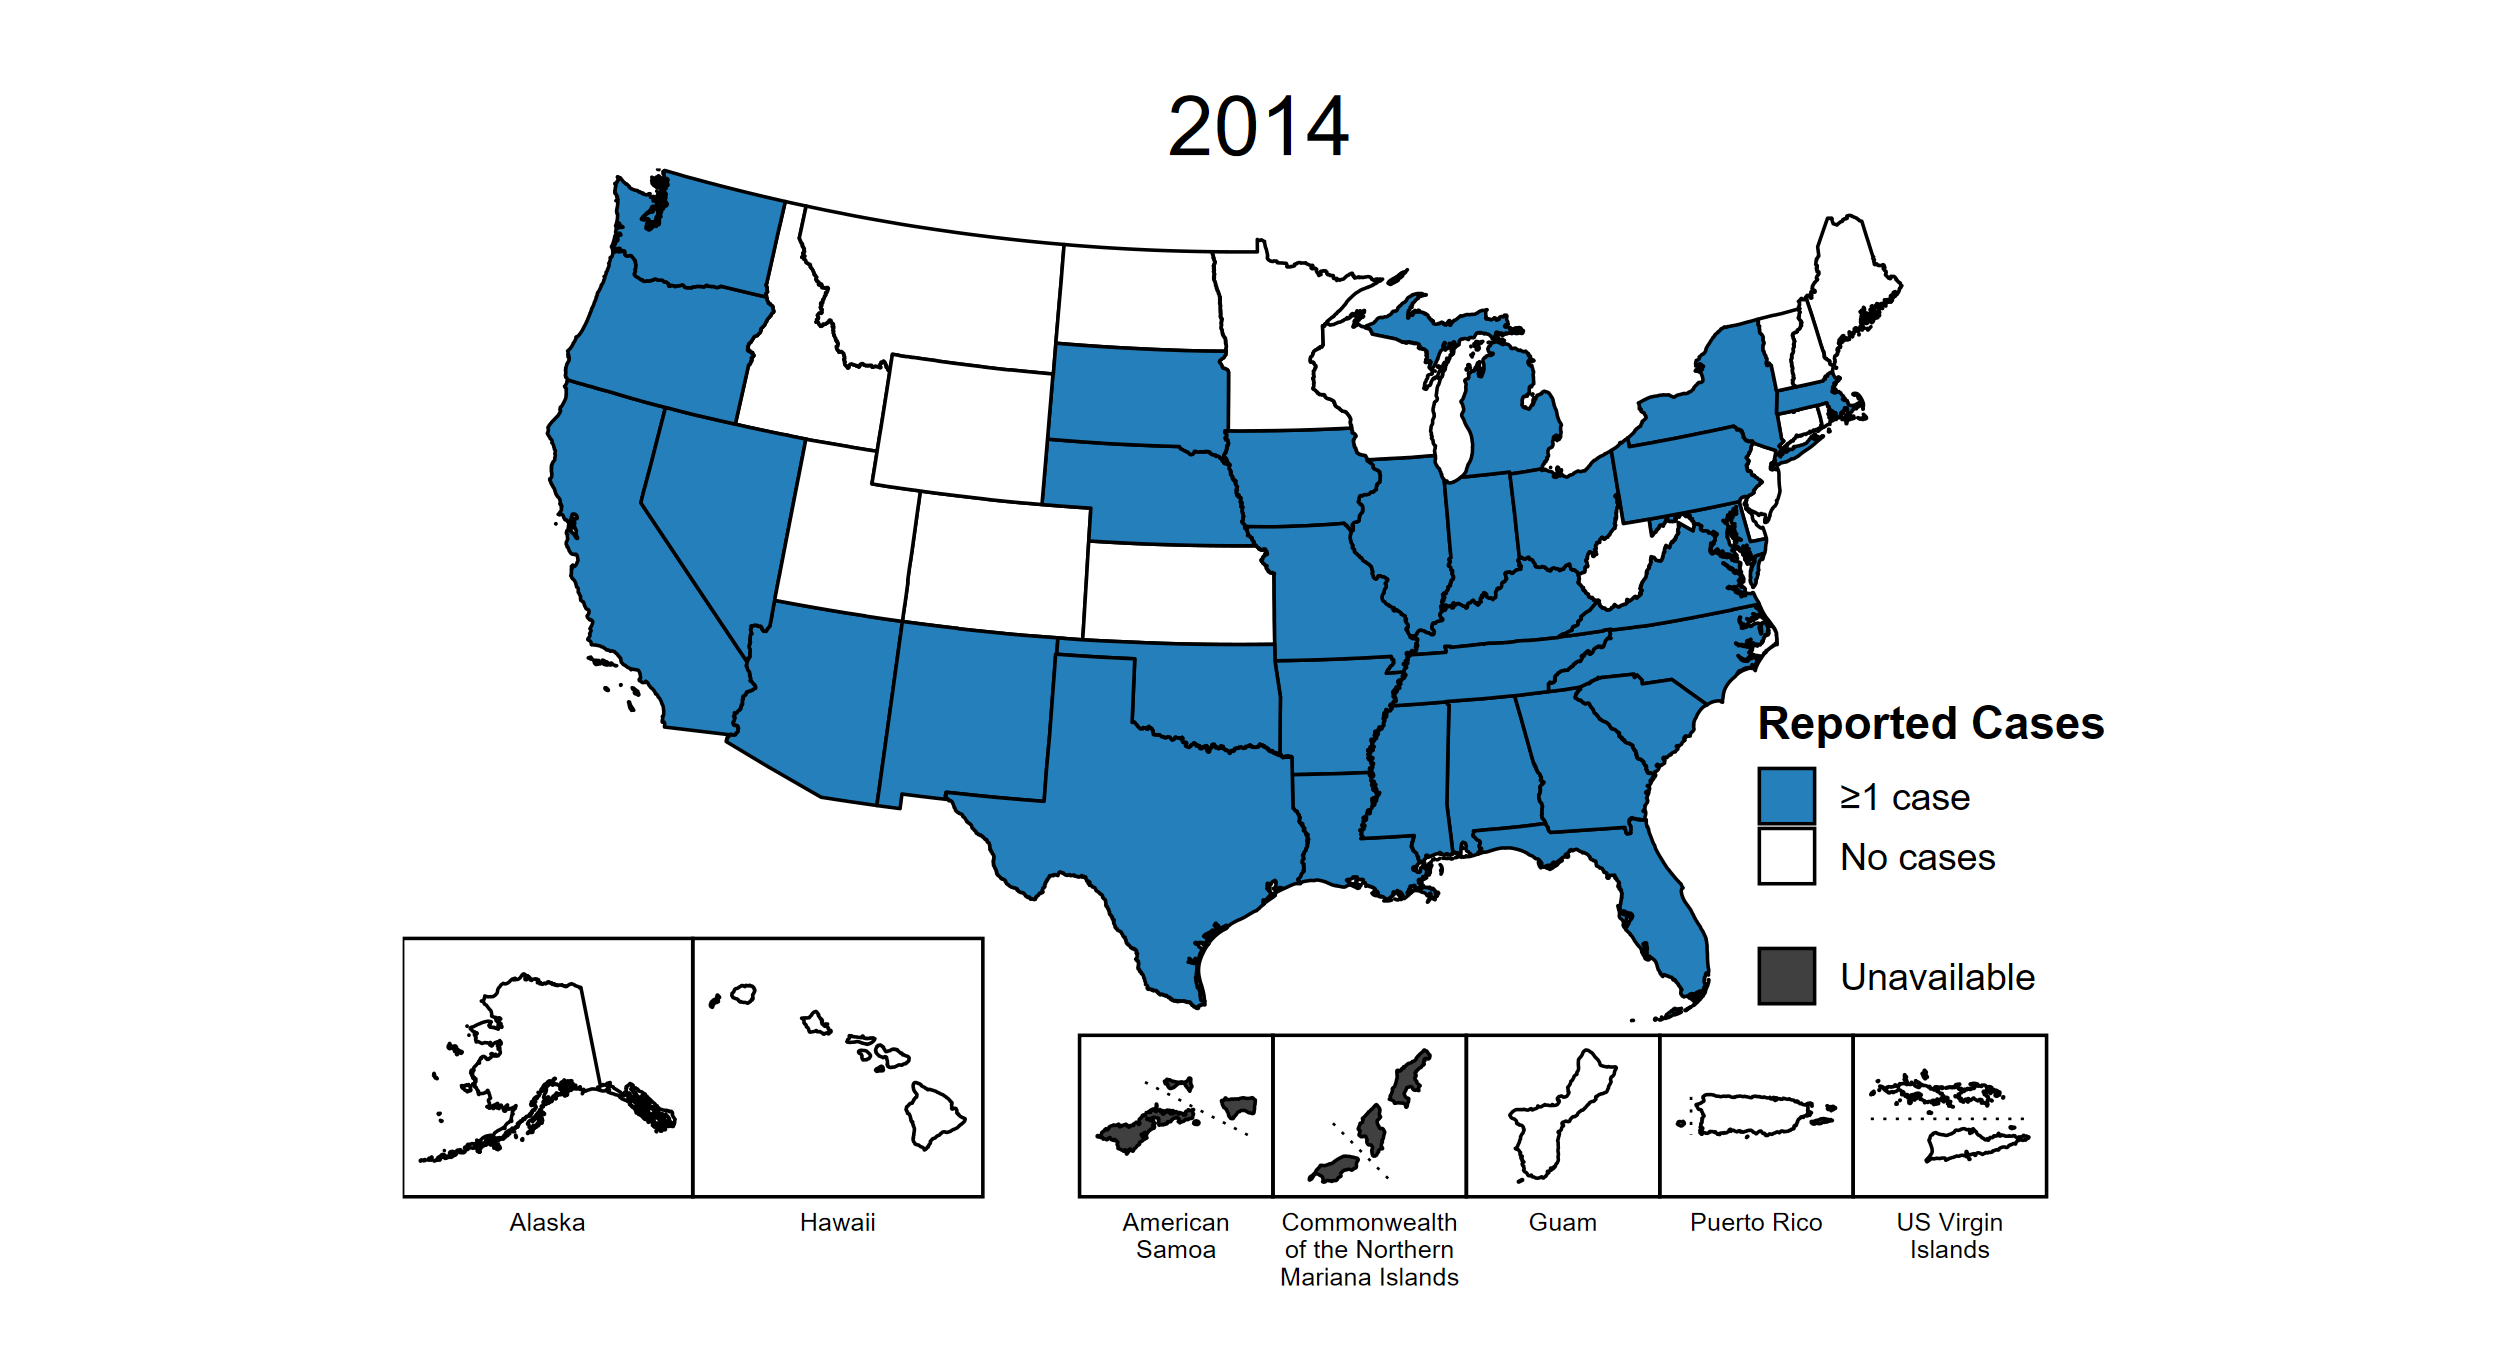 2014
Reported Cases
≥1 case
No cases
Unavailable
Alaska
Hawaii
American
Samoa
Commonwealth
of the Northern
Mariana Islands
Guam
Puerto Rico
US Virgin
Islands